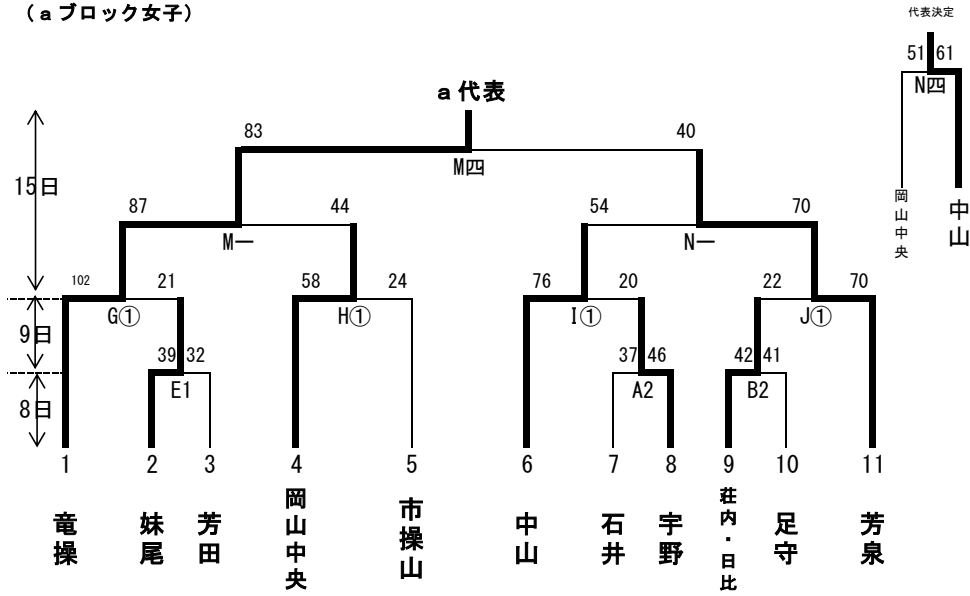 (aブロック女子)
代表決定
51 61
N四
岡山中央
中山
a代表
83 40
M四
15日
87 44 54 70
M一 N一
102 21 58 24 76 20 22 70
G① H① I① J①
9日
39 32 37 46 42 41
E1 A2 B2
8日
1 2 3 4 5 6 7 8 9 10 11
竜操 妹尾 芳田 岡山中央 市操山 中山 石井 宇野 荘内・日比 足守 芳泉